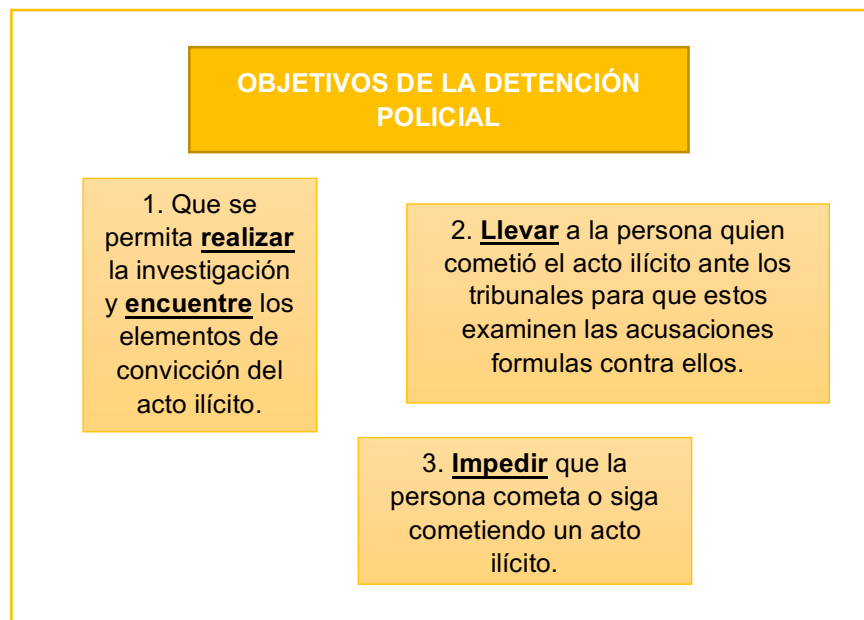 OBJETIVOS DE LA DETENCIÓN
POLICIAL
1. Que se
permita realizar
la investigación
y encuentre los
elementos de
convicción del
acto ilícito.
2. Llevar a la persona quien
cometió el acto ilícito ante los
tribunales para que estos
examinen las acusaciones
formulas contra ellos.
3. Impedir que la
persona cometa o siga
cometiendo un acto
ilícito.